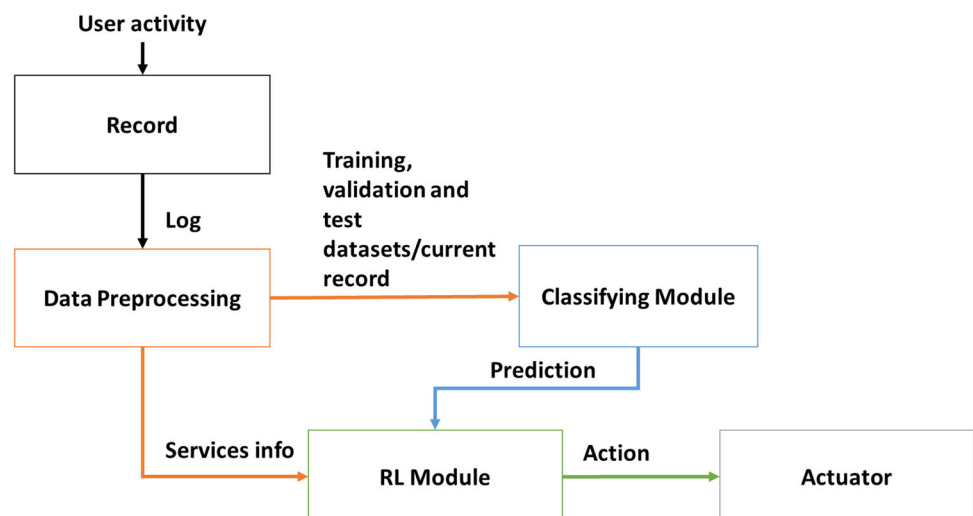 User activity
Record
Log
Training,
validation and
test
datasets/current
record
Data Preprocessing
Classifying Module
Prediction
Services info
RL Module
Action
Actuator